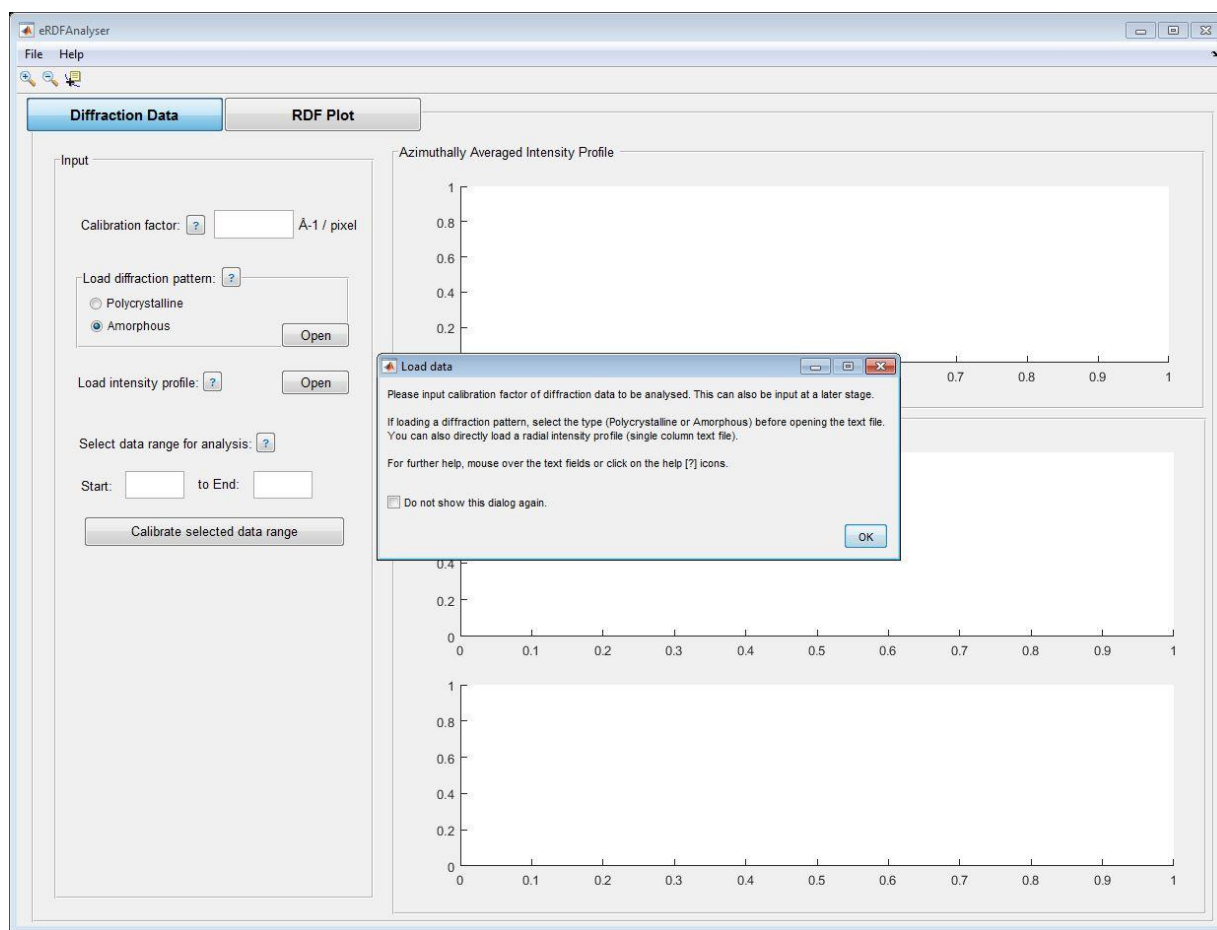 eRDFAnalyser
File Help
Diffraction Data RDF Plot
Input
Calibration factor: ? Å-1 / pixel
Load diffraction pattern: ?
Polycrystalline
Amorphous
Open
Load intensity profile: ? Open
Select data range for analysis: ?
Start: to End:
Calibrate selected data range
Azimuthally Averaged Intensity Profile
1
0.8
0.6
0.4
0.2
0.7 0.8 0.9 1
Load data
Please input calibration factor of diffraction data to be analysed. This can also be input at a later stage.
If loading a diffraction pattern, select the type (Polycrystalline or Amorphous) before opening the text file.
You can also directly load a radial intensity profile (single column text file).
For further help, mouse over the text fields or click on the help [?] icons.
Do not show this dialog again.
OK
0.4
0.2
0
0 0.1 0.2 0.3 0.4 0.5 0.6 0.7 0.8 0.9 1
1
0.8
0.6
0.4
0.2
0
0 0.1 0.2 0.3 0.4 0.5 0.6 0.7 0.8 0.9 1